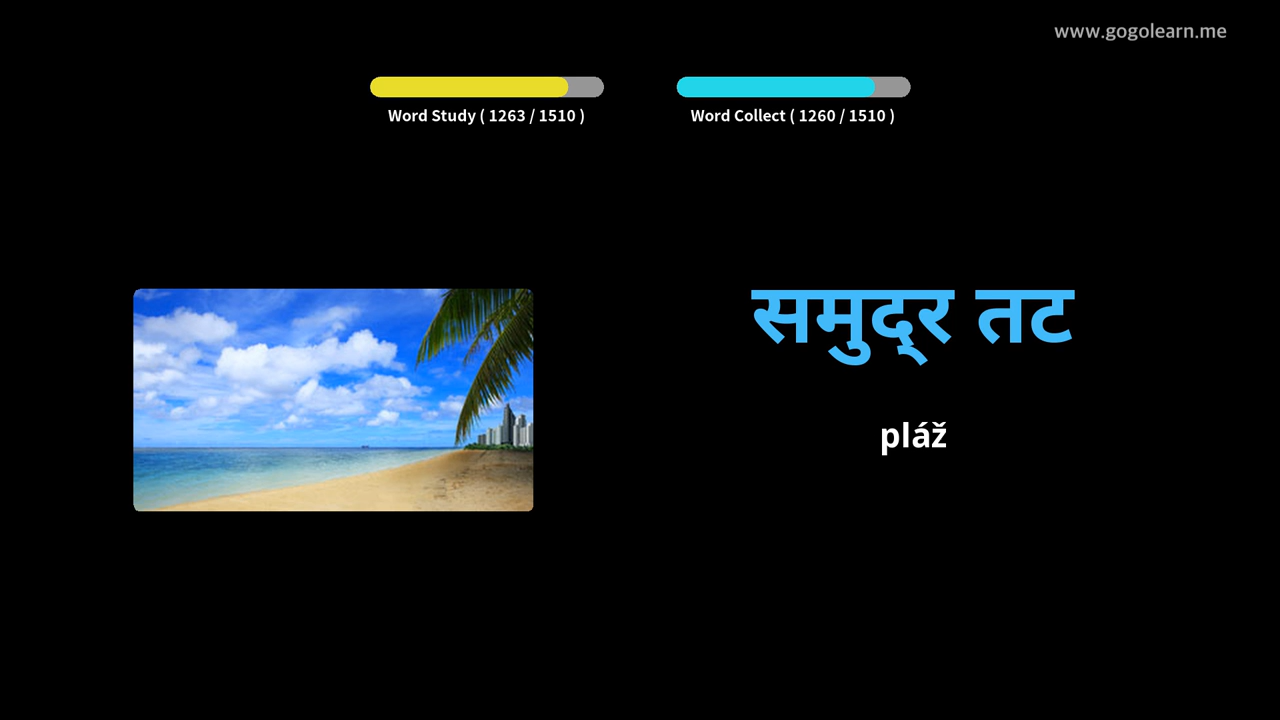 www.gogolearn.me
Word Study ( 1263 / 1510 )
Word Collect ( 1260 / 1510 )
समुद्र तट
pláž